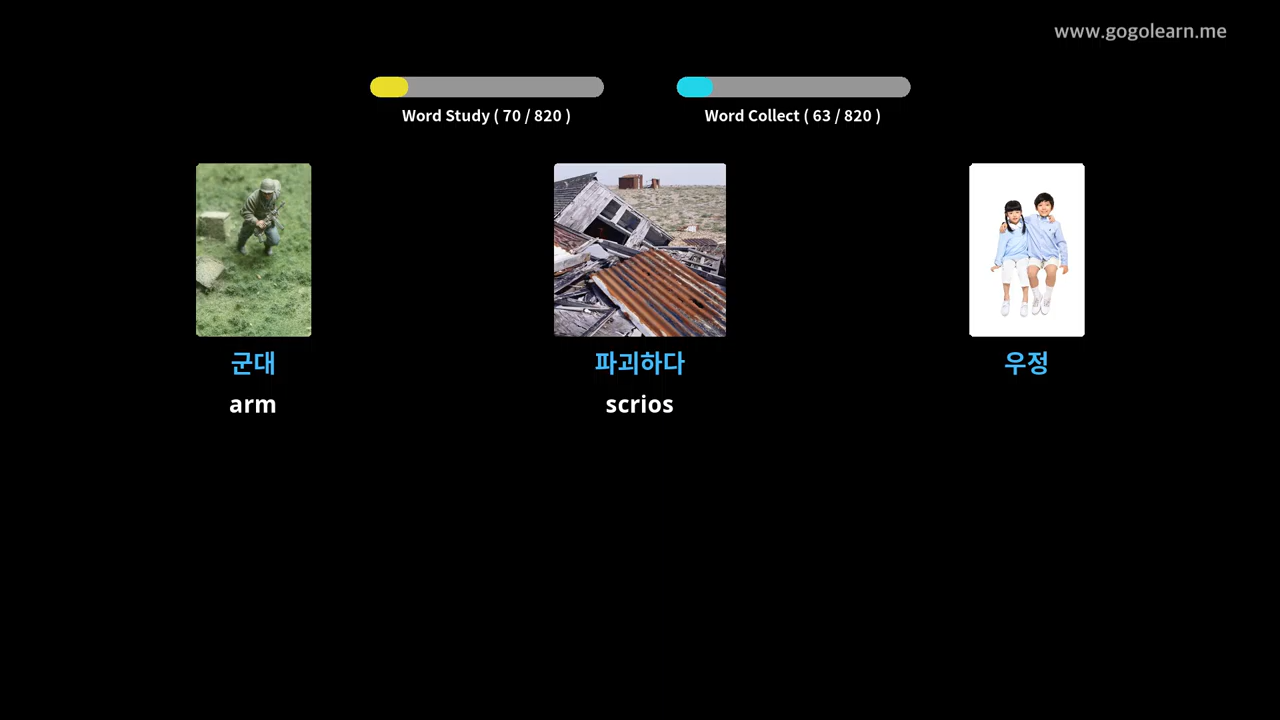 www.gogolearn.me
Word Study ( 70 / 820 )
Word Collect ( 63 / 820 )
군대
파괴하다
우정
arm
scrios